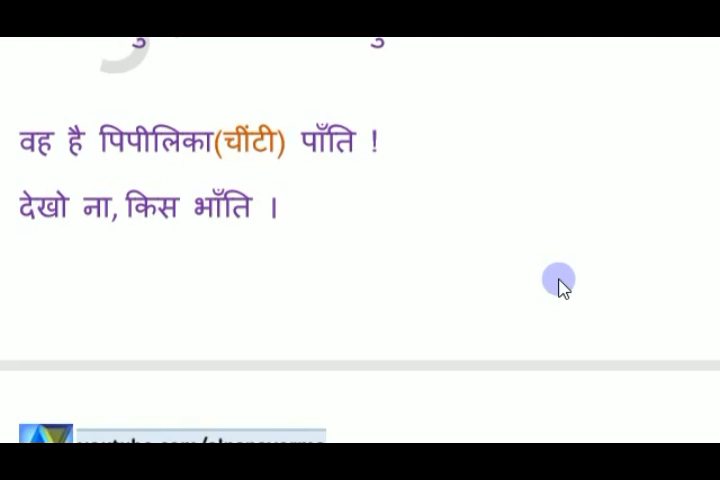 वह है पिपीलिका(चींटी) पाँति !
देखो ना, किस भाँति ।